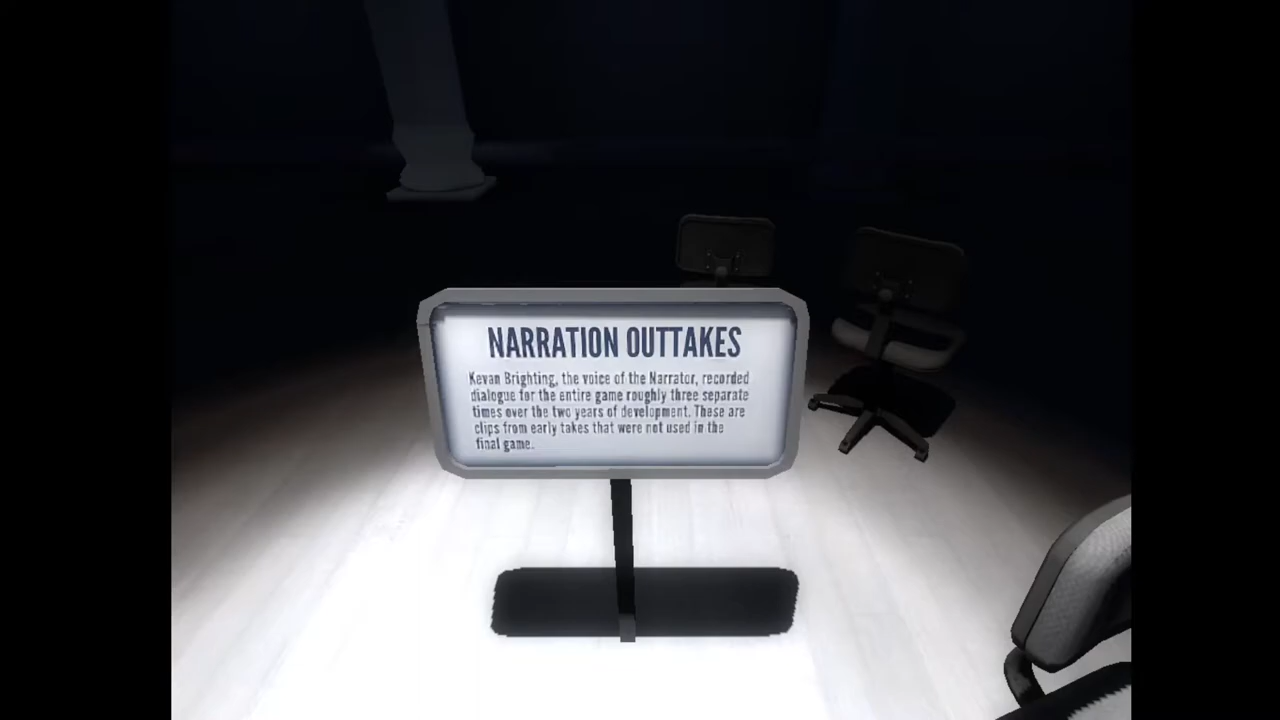 NARRATION OUTTAKES
Kevan Brighting, the voice of the Narrator, recorded
dialogue for the entire game roughly three separate
times over the two years of development. These are
clips from early takes that were not used in the
final game.